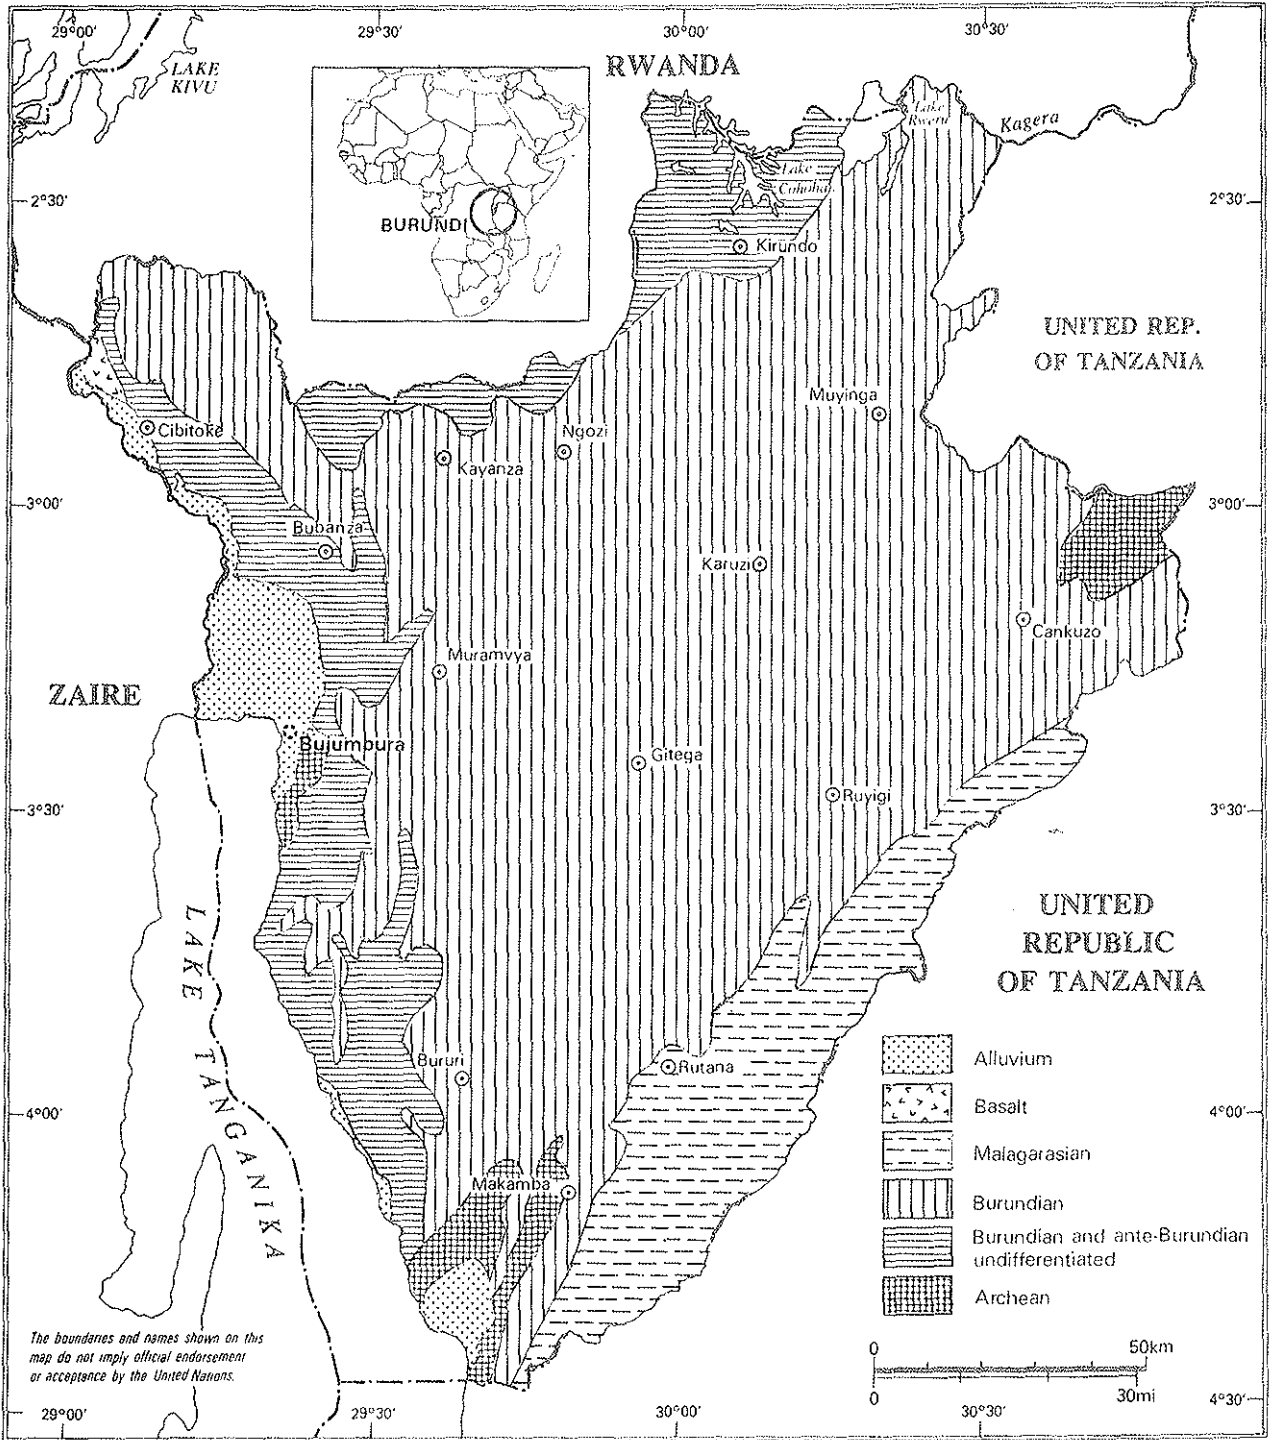 29°00'
29°30'
30°00'
30°30'
LAKE
KIVU
RWANDA
Lake
Rweru
Kagera
Lake
Cohoha
2°30'
2°30'
BURUNDI
Kirundo
UNITED REP.
OF TANZANIA
Muyinga
Cibitoke
Ngozi
Kayanza
3°00'
3°00'
Bubanza
Karuzi
Cankuzo
Muramvya
ZAIRE
Bujumbura
Gitega
Ruyigi
3°30'
3°30'
LAKE TANGANIKA
UNITED
REPUBLIC
OF TANZANIA
Bururi
Rutana
Alluvium
Basalt
4°00'
4°00'
Malagarasian
Makamba
Burundian
Burundian and ante-Burundian
undifferentiated
Archean
The boundaries and names shown on this
map do not imply official endorsement
or acceptance by the United Nations.
0
50km
0
30mi
4°30'
29°00'
29°30'
30°00'
30°30'